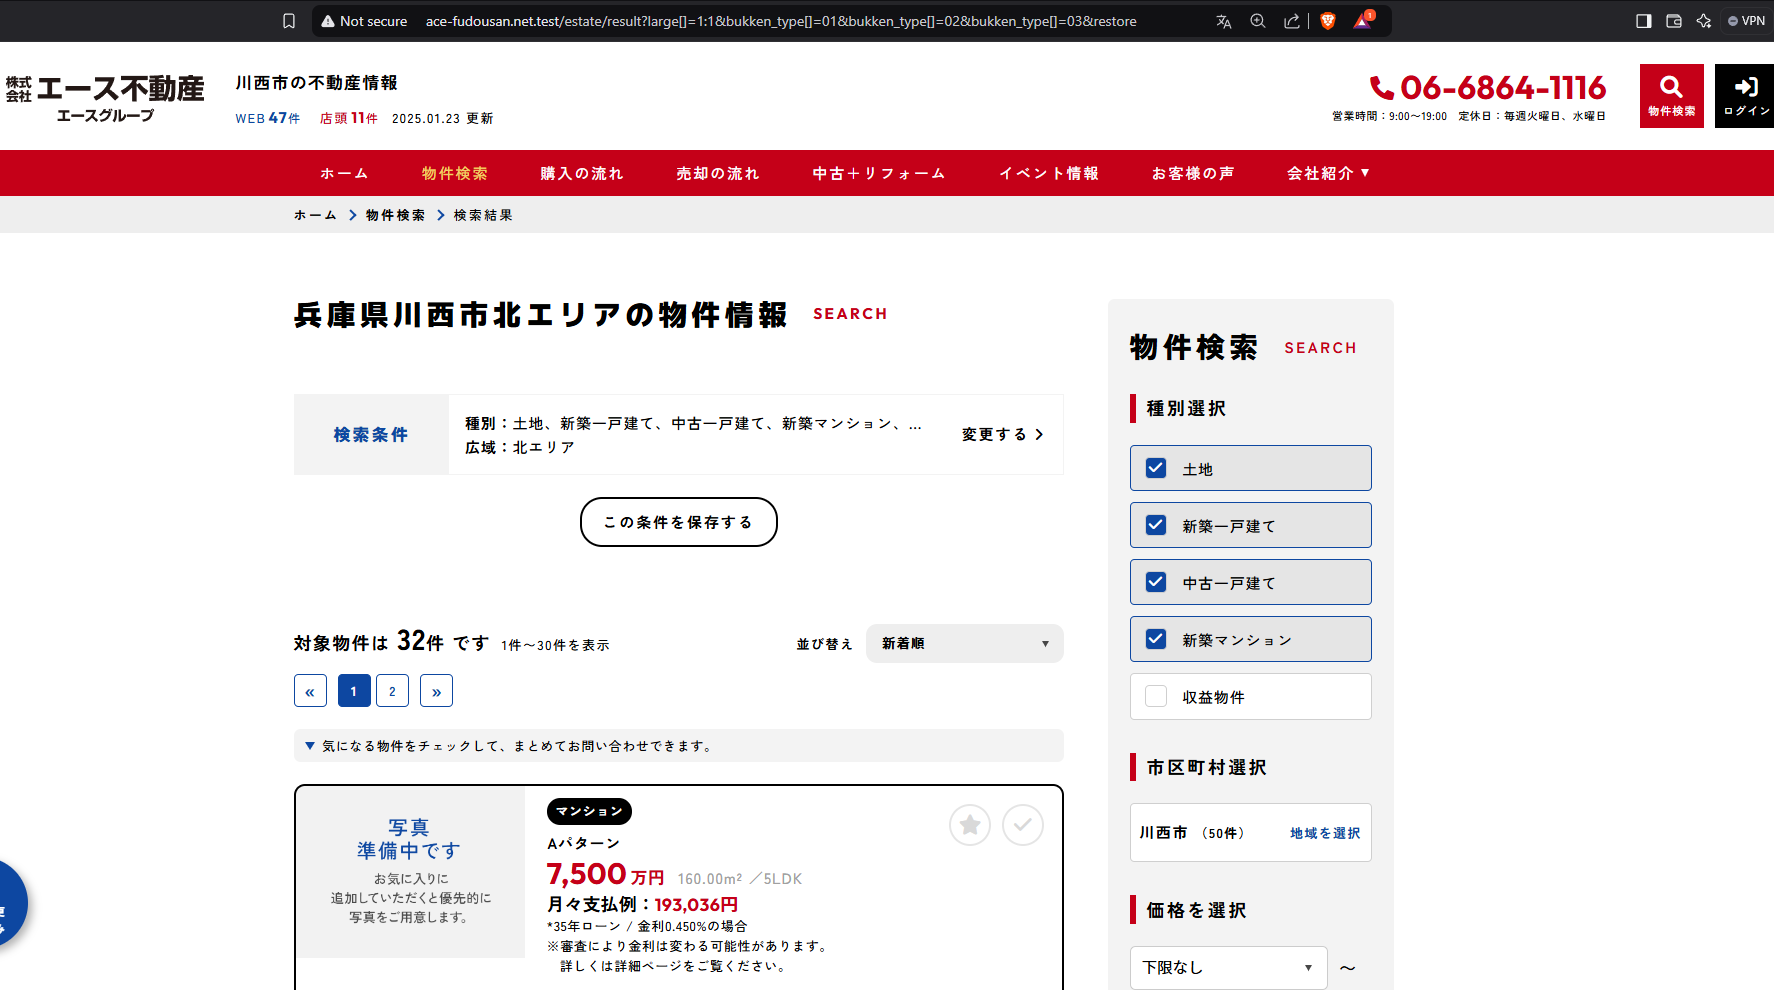 Not secure ace-fudousan.net.test/estate/result?large[]=1:1&bukken_type[]=01&bukken_type[]=02&bukken_type[]=03&restore
1
VPN
株式会社 エース不動産
エースグループ
川西市の不動産情報
WEB 47件 店頭 11件 2025.01.23 更新
06-6864-1116
営業時間：9:00〜19:00 定休日：毎週火曜日、水曜日
物件検索
ログイン
ホーム 物件検索 購入の流れ 売却の流れ 中古＋リフォーム イベント情報 お客様の声 会社紹介 ▼
ホーム 物件検索 検索結果
兵庫県川西市北エリアの物件情報 SEARCH
検索条件
種別：土地、新築一戸建て、中古一戸建て、新築マンション、...
広域：北エリア
変更する
この条件を保存する
対象物件は 32件 です 1件〜30件を表示
並び替え 新着順 ▼
« 1 2 »
▼ 気になる物件をチェックして、まとめてお問い合わせできます。
写真
準備中です
お気に入りに
追加していただくと優先的に
写真をご用意します。
マンション
Aパターン
7,500 万円 160.00m² ／5LDK
月々支払例：193,036円
*35年ローン / 金利0.450%の場合
※審査により金利は変わる可能性があります。
詳しくは詳細ページをご覧ください。
物件検索 SEARCH
種別選択
土地
新築一戸建て
中古一戸建て
新築マンション
収益物件
市区町村選択
川西市 （50件） 地域を選択
価格を選択
下限なし ▼ 〜